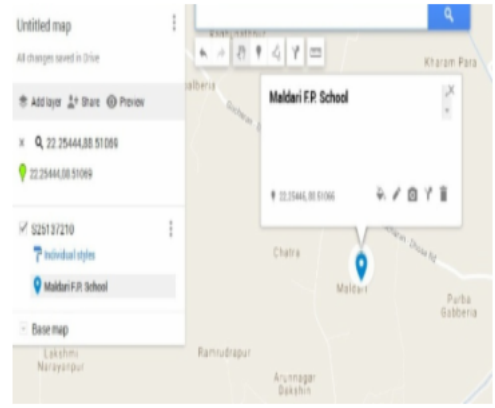 Untitled map
All changes saved in Drive
Add layer Share Preview
22.25444,88.51069
22.25444,88.51069
S25137210
Individual styles
Maldari F.P. School
Base map
Maldari F.P. School
22.25446, 88.51066
Kharam Para
Chatra
Maldari
Purba
Gabberia
Lakshmi
Narayanpur
Ramrudrapur
Arunnagar
Dakshin